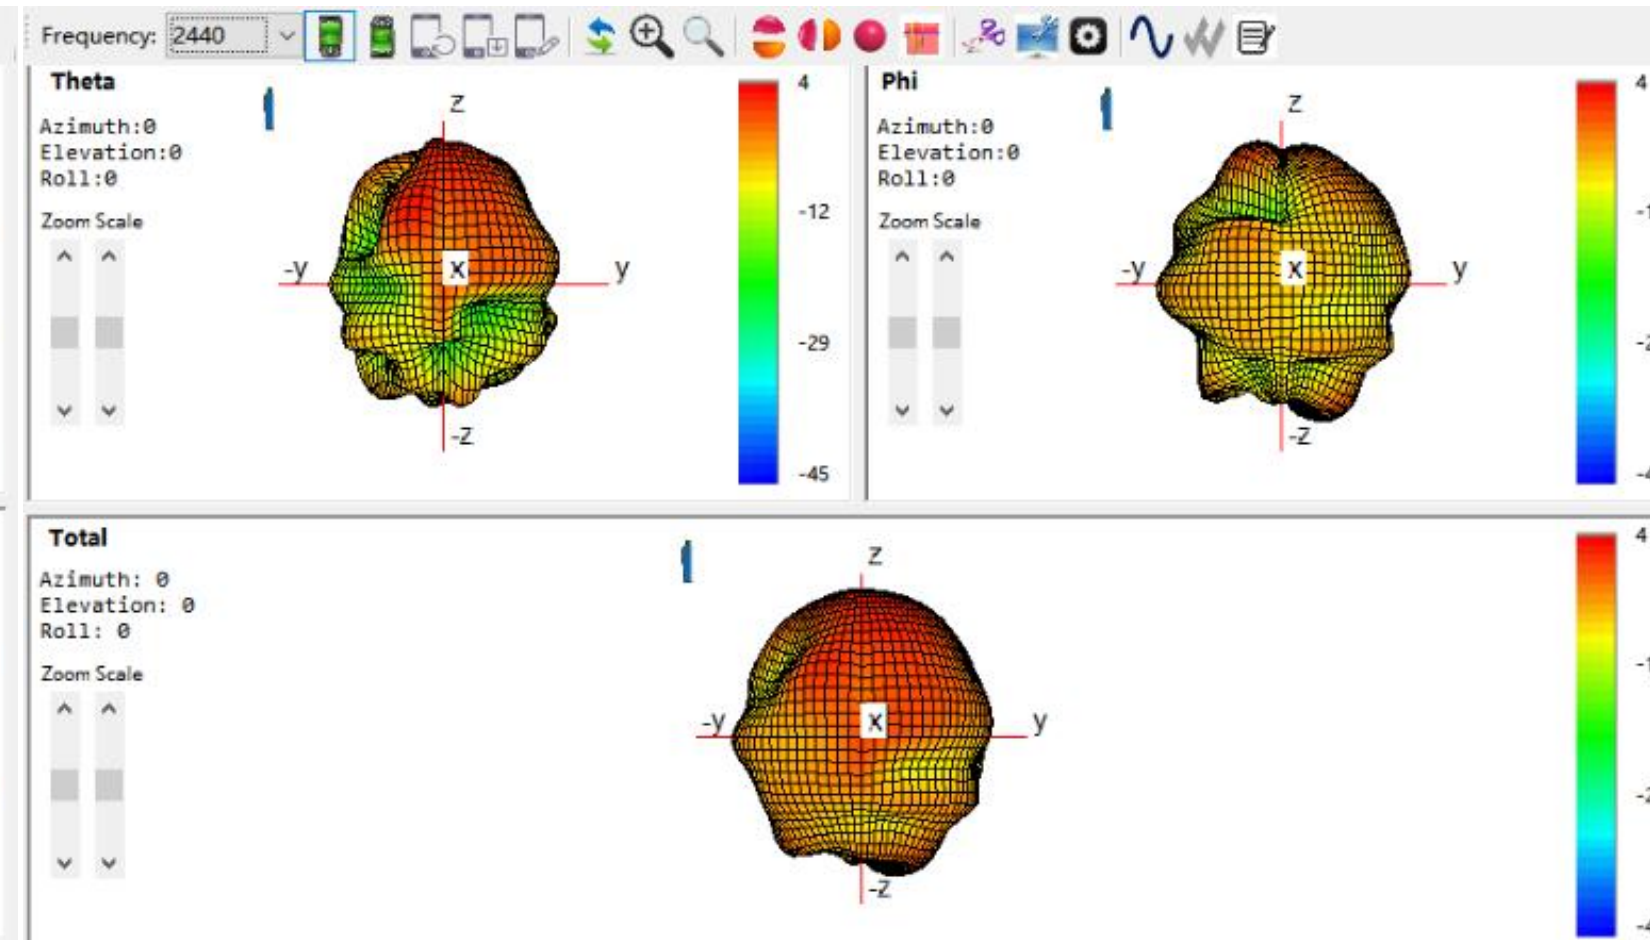 Frequency: 2440
Theta
Azimuth:0
Elevation:0
Roll:0
Zoom Scale
z
-y
x
y
-z
4
-12
-29
-45
Phi
Azimuth:0
Elevation:0
Roll:0
Zoom Scale
z
-y
x
y
-z
4
Total
Azimuth: 0
Elevation: 0
Roll: 0
Zoom Scale
z
-y
x
y
-z
4